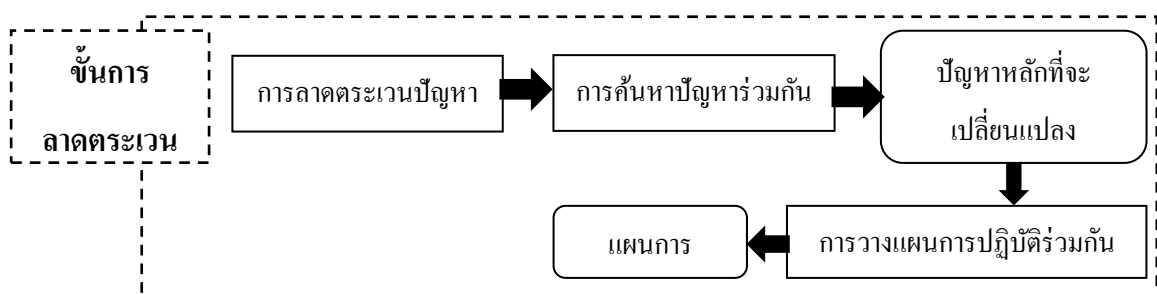 ขั้นการ
ลาดตระเวน
การลาดตระเวนปัญหา
การค้นหาปัญหาร่วมกัน
ปัญหาหลักที่จะ
เปลี่ยนแปลง
แผนการ
การวางแผนการปฏิบัติร่วมกัน